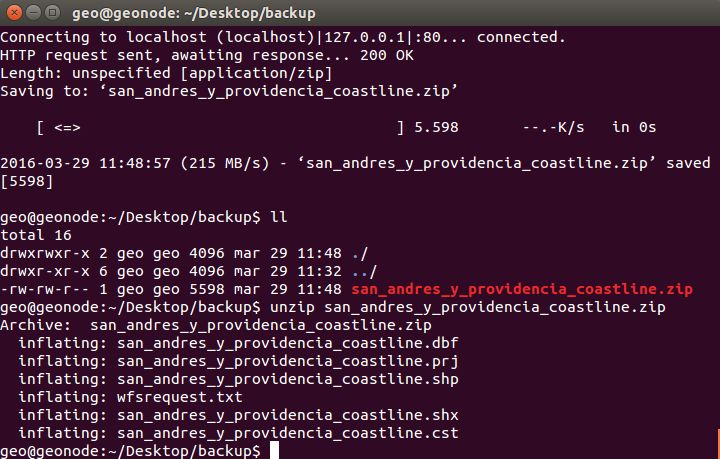 geo@geonode: ~/Desktop/backup
Connecting to localhost (localhost)|127.0.0.1|:80... connected.
HTTP request sent, awaiting response... 200 OK
Length: unspecified [application/zip]
Saving to: ‘san_andres_y_providencia_coastline.zip’
[ <=> ] 5.598 --.-K/s in 0s
2016-03-29 11:48:57 (215 MB/s) - ‘san_andres_y_providencia_coastline.zip’ saved
[5598]
geo@geonode:~/Desktop/backup$ ll
total 16
drwxrwxr-x 2 geo geo 4096 mar 29 11:48 ./
drwxr-xr-x 6 geo geo 4096 mar 29 11:32 ../
-rw-rw-r-- 1 geo geo 5598 mar 29 11:48 san_andres_y_providencia_coastline.zip
geo@geonode:~/Desktop/backup$ unzip san_andres_y_providencia_coastline.zip
Archive:  san_andres_y_providencia_coastline.zip
  inflating: san_andres_y_providencia_coastline.dbf
  inflating: san_andres_y_providencia_coastline.prj
  inflating: san_andres_y_providencia_coastline.shp
  inflating: wfsrequest.txt
  inflating: san_andres_y_providencia_coastline.shx
  inflating: san_andres_y_providencia_coastline.cst
geo@geonode:~/Desktop/backup$